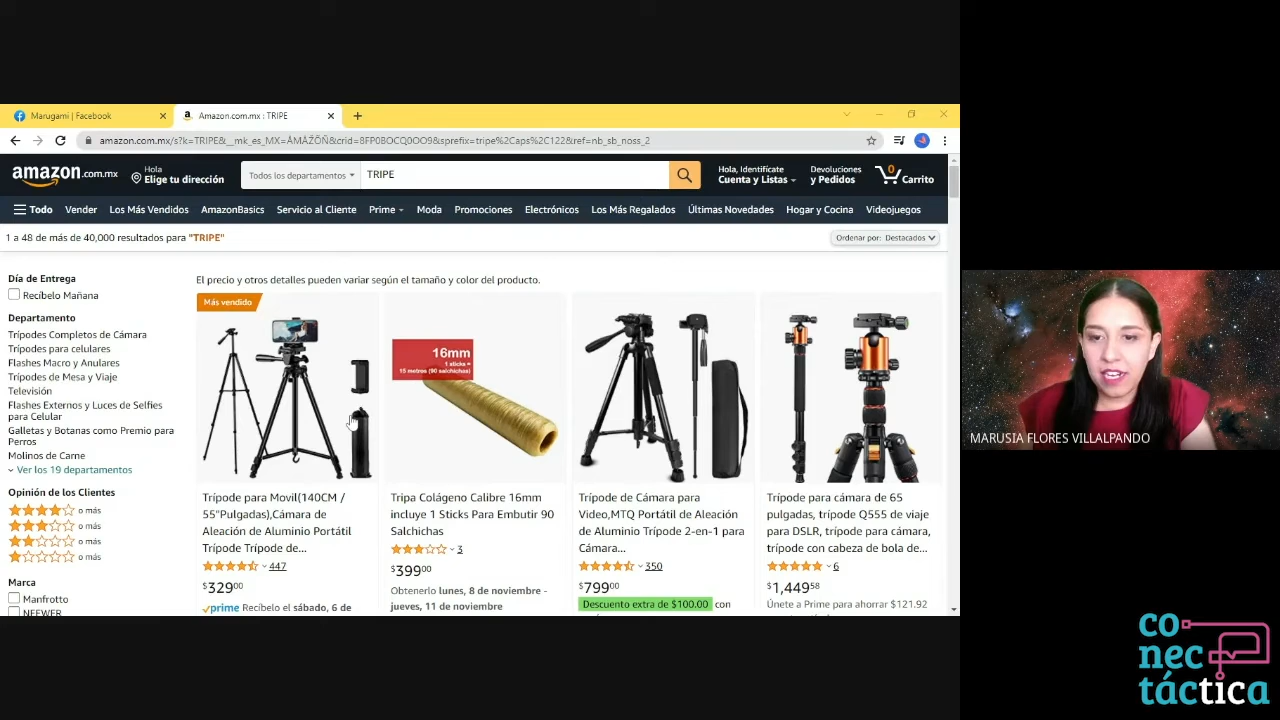 Marugami | Facebook
Amazon.com.mx : TRIPE
amazon.com.mx/s?k=TRIPE&__mk_es_MX=ÅMÅŽÕÑ&crid=8FP0BOCQ0OO9&sprefix=tripe%2Caps%2C122&ref=nb_sb_noss_2
amazon.com.mx
Hola
Elige tu dirección
Todos los departamentos
TRIPE
Hola, Identifícate
Cuenta y Listas
Devoluciones
y Pedidos
0
Carrito
Todo
Vender
Los Más Vendidos
AmazonBasics
Servicio al Cliente
Prime
Moda
Promociones
Electrónicos
Los Más Regalados
Últimas Novedades
Hogar y Cocina
Videojuegos
1 a 48 de más de 40,000 resultados para "TRIPE"
Ordenar por: Destacados
Día de Entrega
Recíbelo Mañana
Departamento
Trípodes Completos de Cámara
Trípodes para celulares
Flashes Macro y Anulares
Trípodes de Mesa y Viaje
Televisión
Flashes Externos y Luces de Selfies
para Celular
Galletas y Botanas como Premio para
Perros
Molinos de Carne
Ver los 19 departamentos
Opinión de los Clientes
o más
o más
o más
o más
Marca
Manfrotto
NEEWER
El precio y otros detalles pueden variar según el tamaño y color del producto.
Más vendido
Trípode para Movil(140CM /
55"Pulgadas),Cámara de
Aleación de Aluminio Portátil
Trípode Trípode de...
447
$32900
prime Recíbelo el sábado, 6 de
16mm
1 sticks =
15 metros (90 salchichas)
Tripa Colágeno Calibre 16mm
incluye 1 Sticks Para Embutir 90
Salchichas
3
$39900
Obtenerlo lunes, 8 de noviembre -
jueves, 11 de noviembre
Trípode de Cámara para
Video,MTQ Portátil de Aleación
de Aluminio Trípode 2-en-1 para
Cámara...
350
$79900
Descuento extra de $100.00 con
Trípode para cámara de 65
pulgadas, trípode Q555 de viaje
para DSLR, trípode para cámara,
trípode con cabeza de bola de...
6
$1,44958
Únete a Prime para ahorrar $121.92
MARUSIA FLORES VILLALPANDO
co
nec
táctica